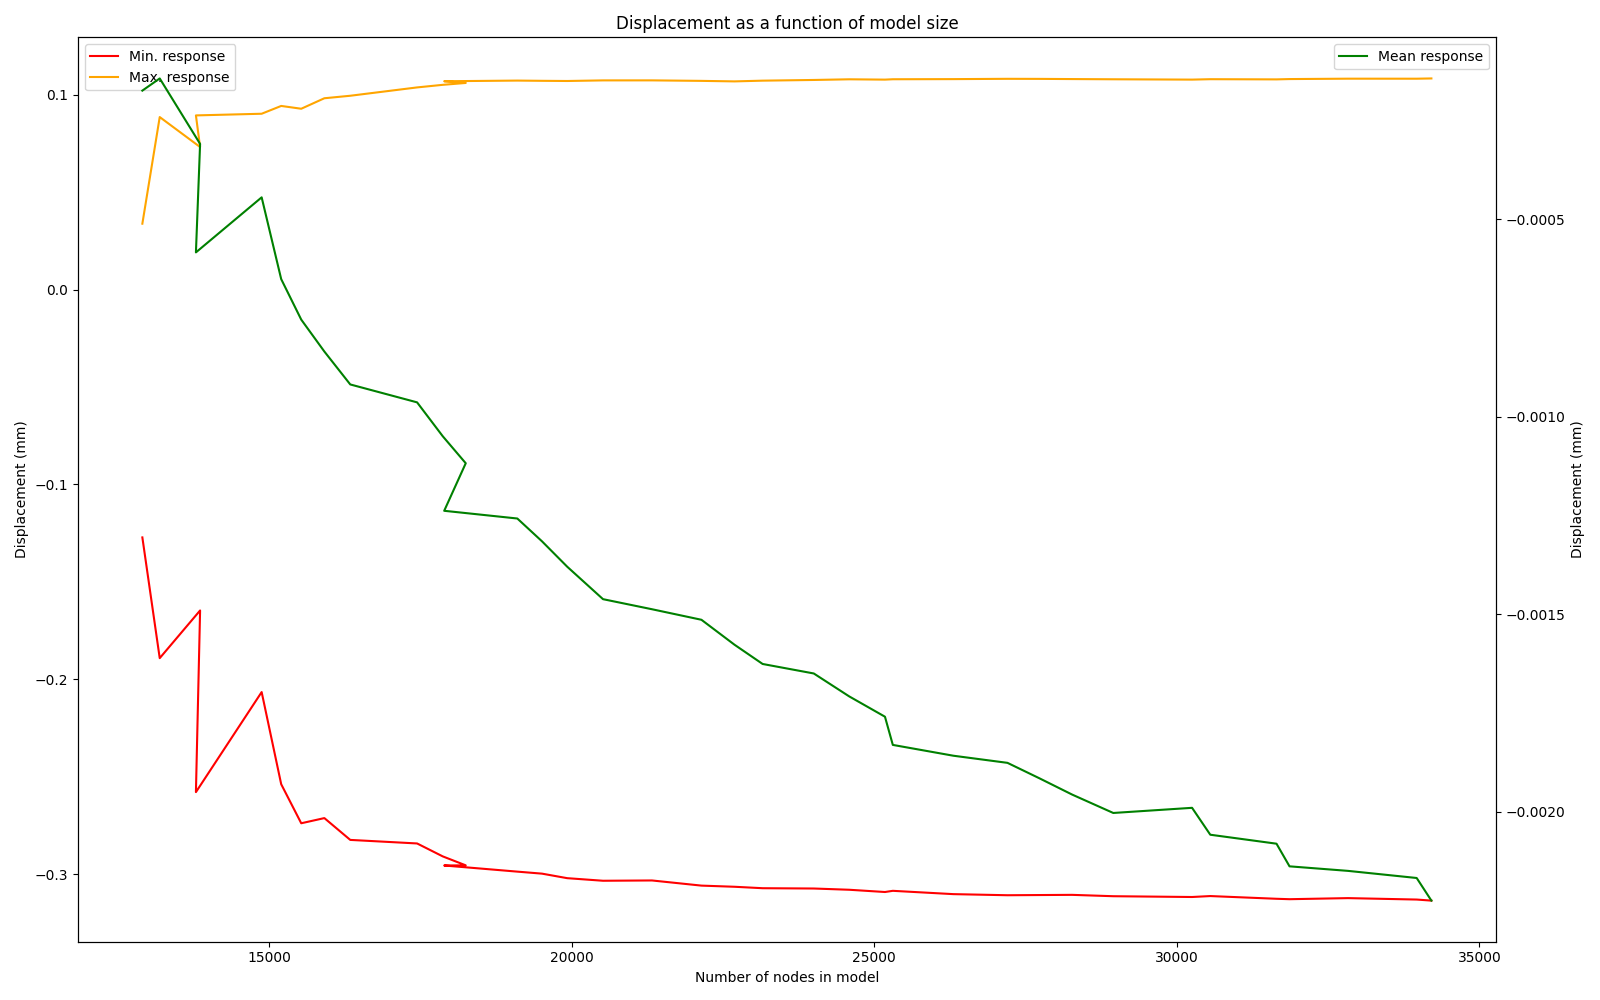 Displacement as a function of model size
Min. response
Max. response
Mean response
0.1
0.0
−0.1
−0.2
−0.3
Displacement (mm)
−0.0005
−0.0010
−0.0015
−0.0020
Displacement (mm)
15000
20000
25000
30000
35000
Number of nodes in model